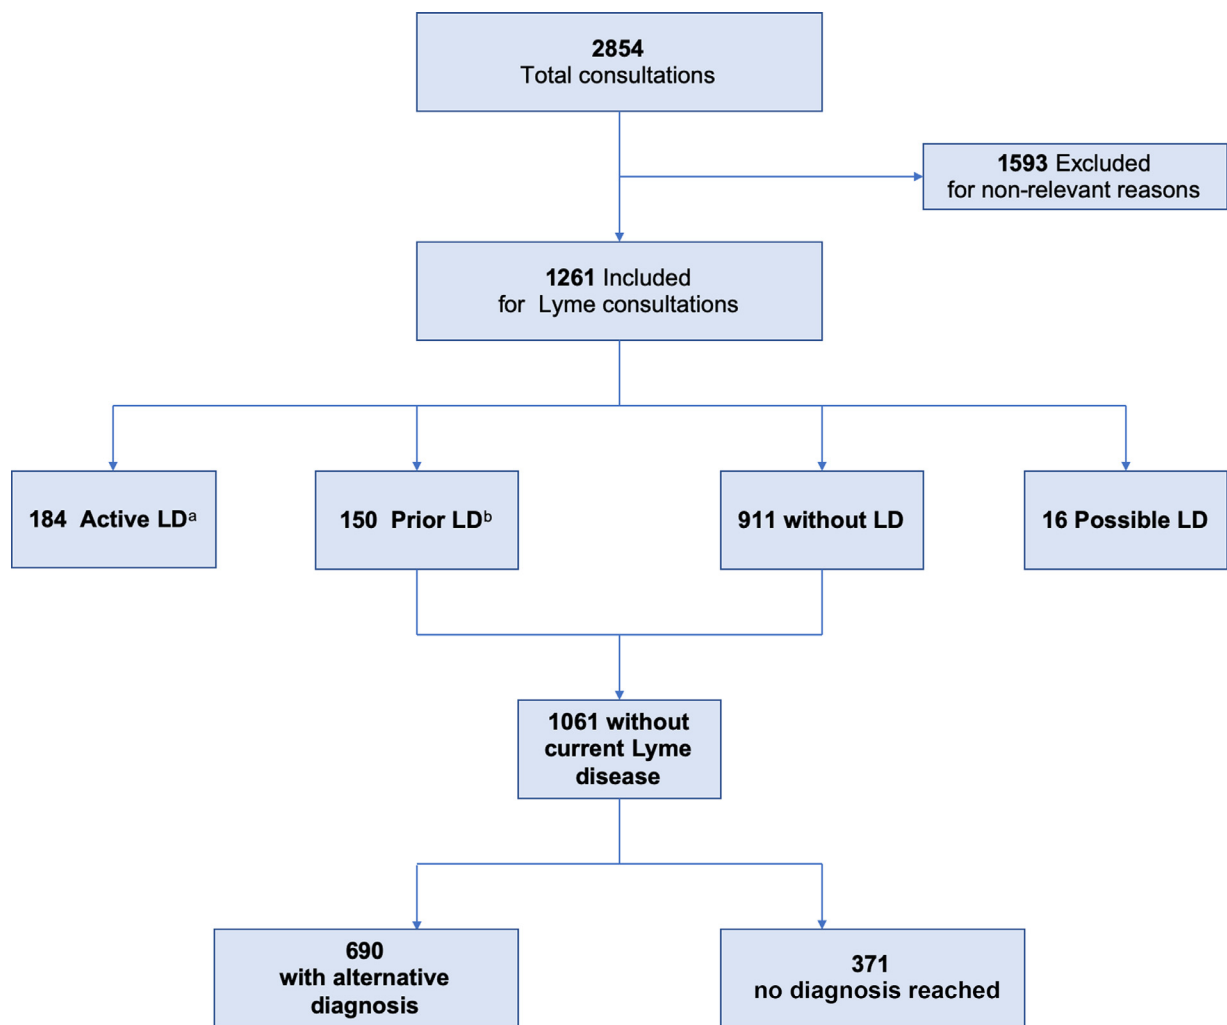 2854
Total consultations
1593 Excluded
for non-relevant reasons
1261 Included
for Lyme consultations
184 Active LDᵃ
150 Prior LDᵇ
911 without LD
16 Possible LD
1061 without
current Lyme
disease
690
with alternative
diagnosis
371
no diagnosis reached